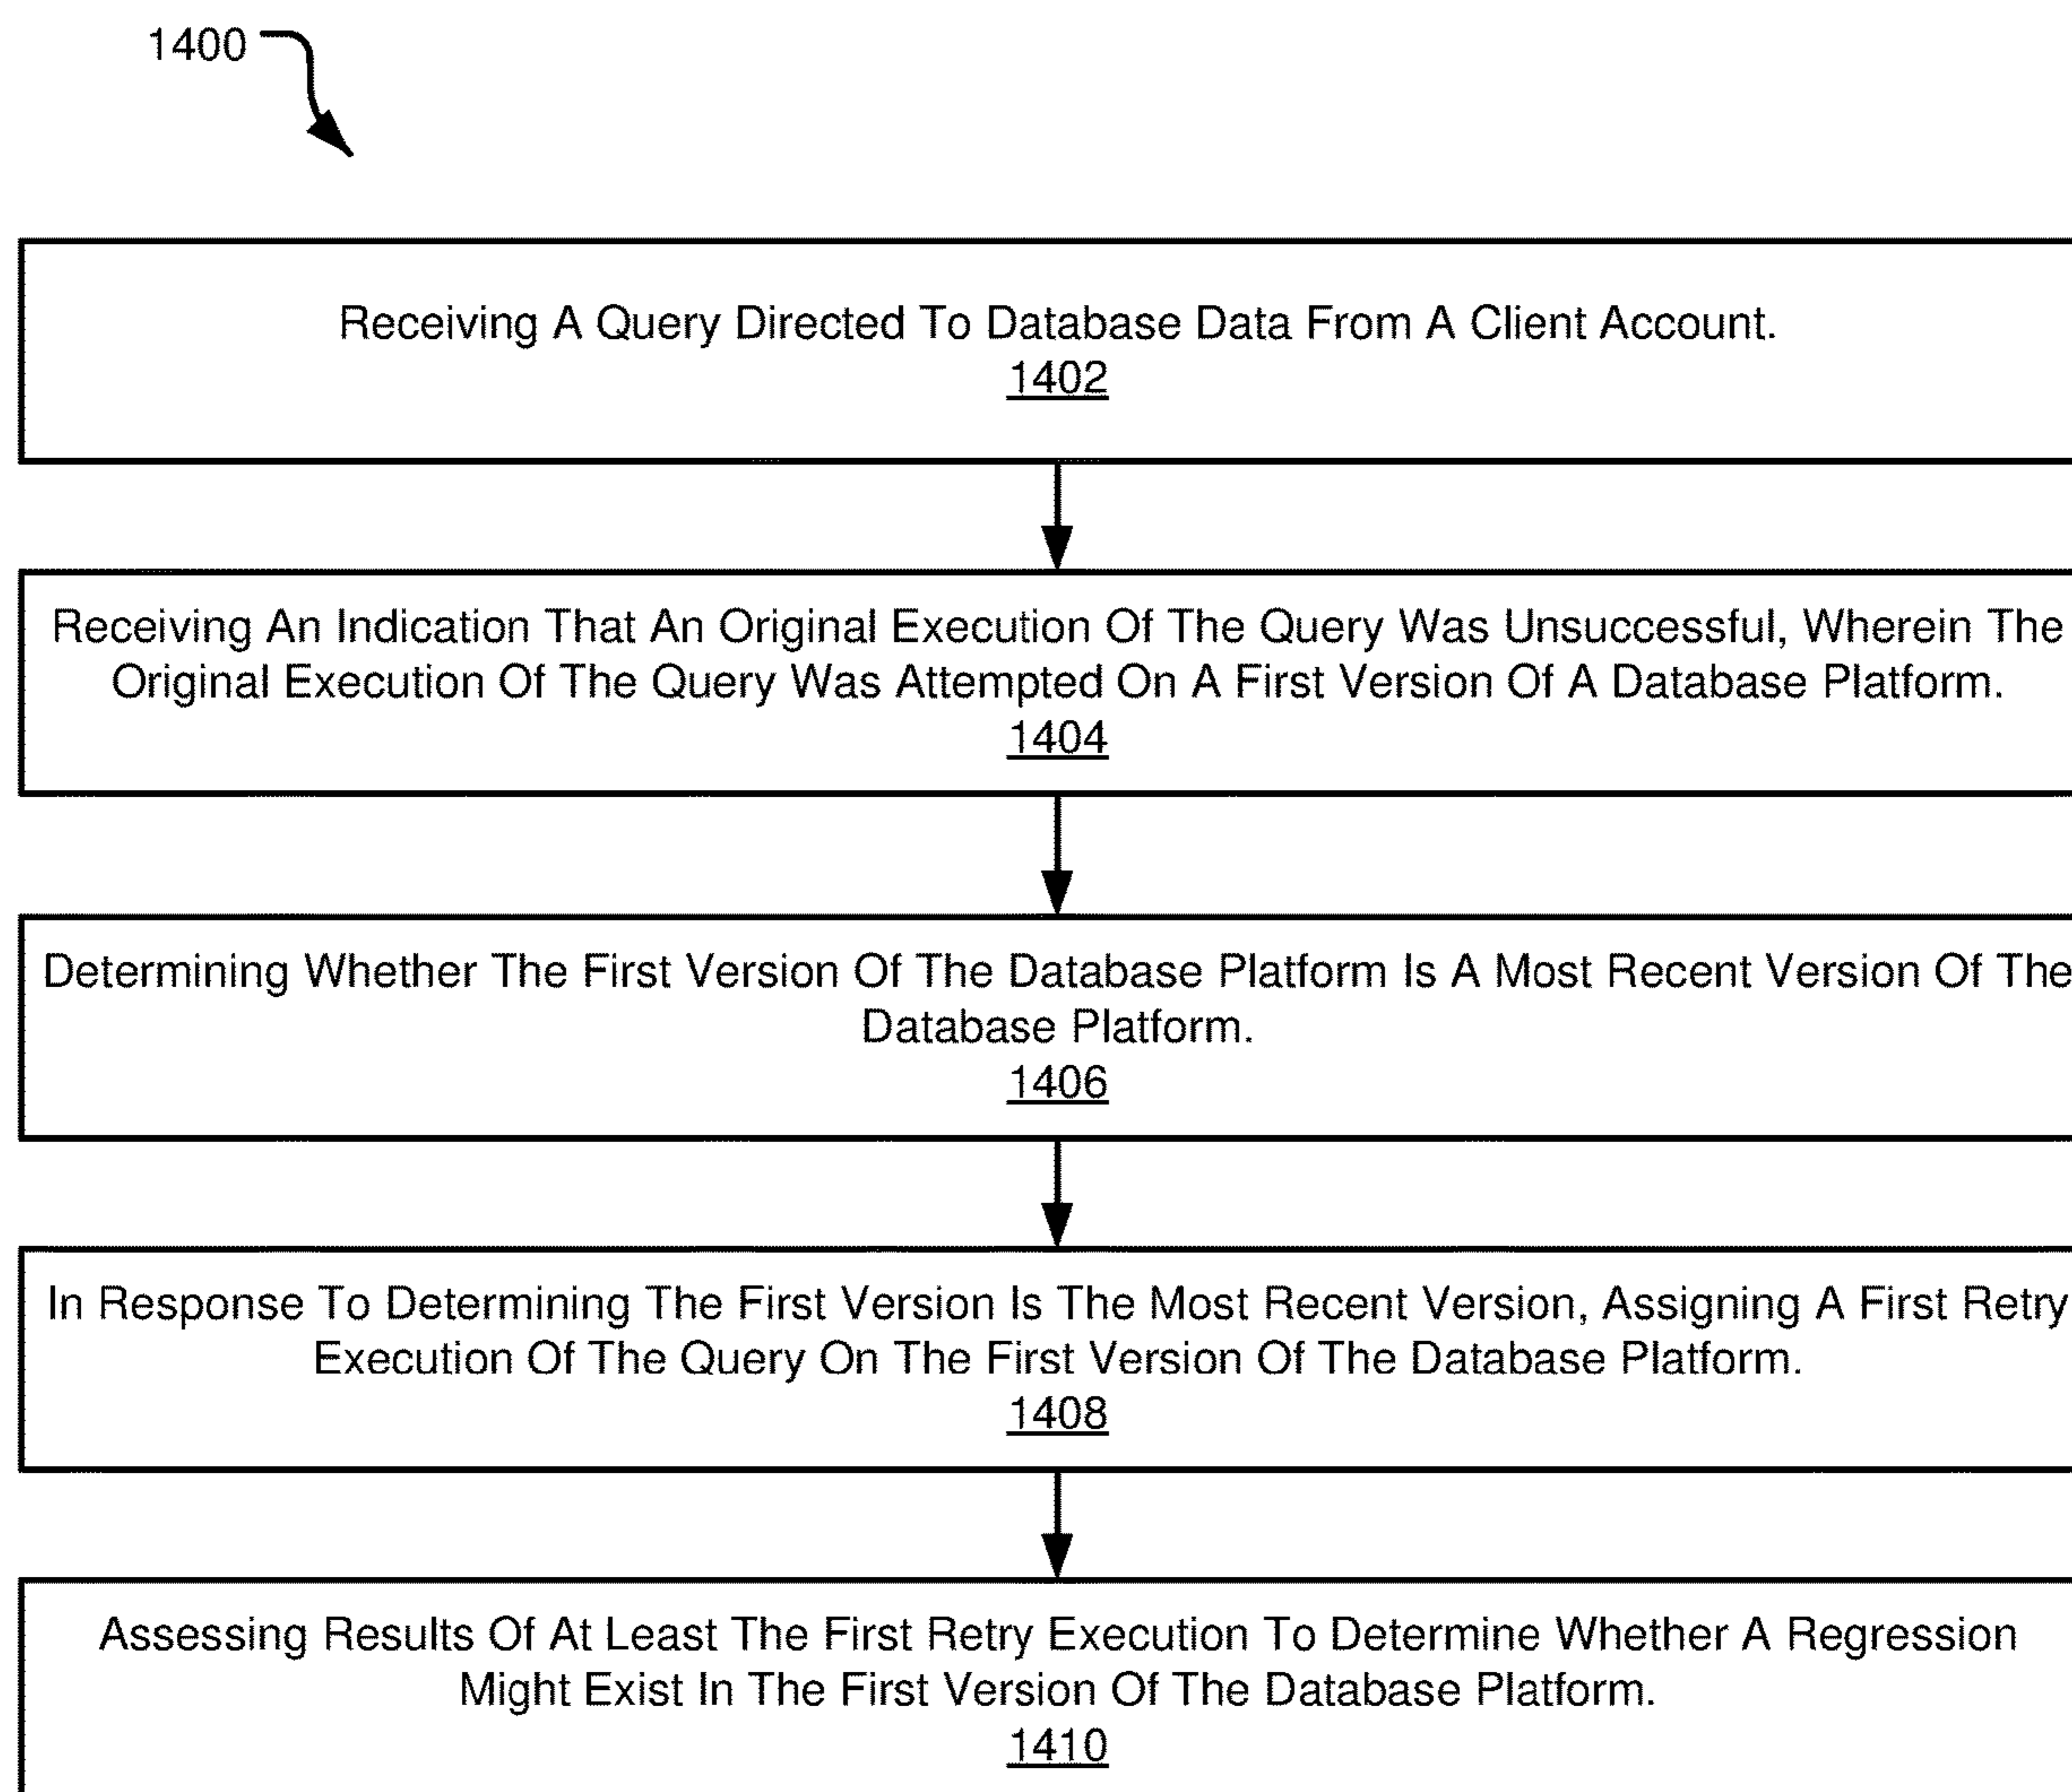 1400
Receiving A Query Directed To Database Data From A Client Account.
1402
Receiving An Indication That An Original Execution Of The Query Was Unsuccessful, Wherein The
Original Execution Of The Query Was Attempted On A First Version Of A Database Platform.
1404
Determining Whether The First Version Of The Database Platform Is A Most Recent Version Of The
Database Platform.
1406
In Response To Determining The First Version Is The Most Recent Version, Assigning A First Retry
Execution Of The Query On The First Version Of The Database Platform.
1408
Assessing Results Of At Least The First Retry Execution To Determine Whether A Regression
Might Exist In The First Version Of The Database Platform.
1410